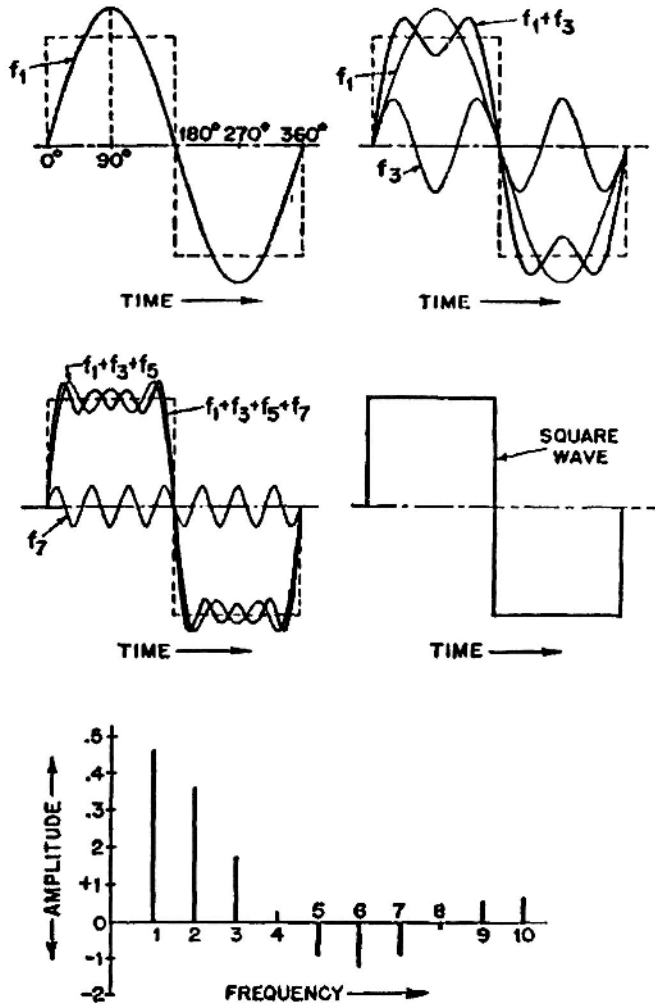 f1
0°
90°
180°
270°
360°
TIME
f1+f3
f1
f3
TIME
f1+f3+f5
f1+f3+f5+f7
f7
TIME
SQUARE
WAVE
TIME
AMPLITUDE
.5
.4
.3
.2
+.1
0
-.1
-.2
1 2 3 4 5 6 7 8 9 10
FREQUENCY